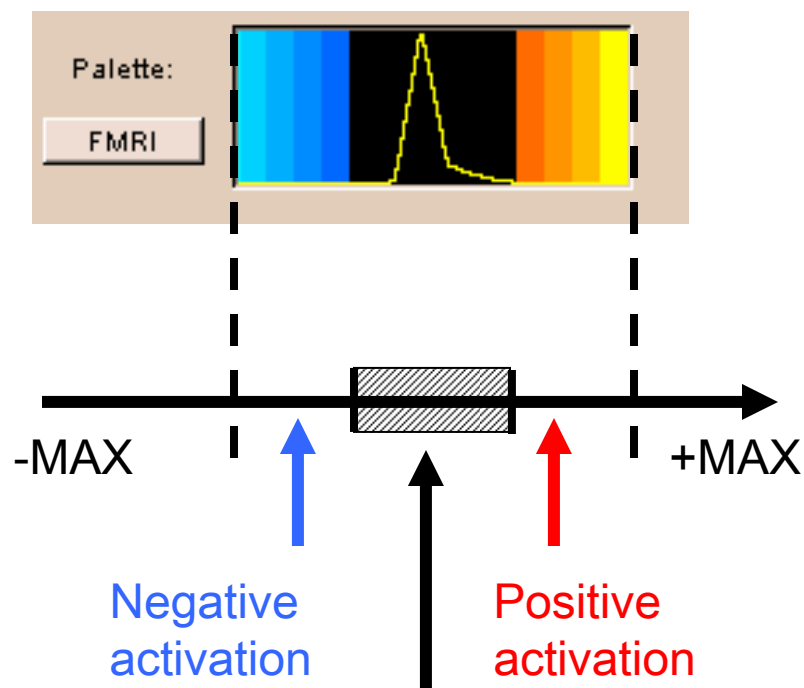 Palette:
FMRI
-MAX
+MAX
Negative
activation
Positive
activation